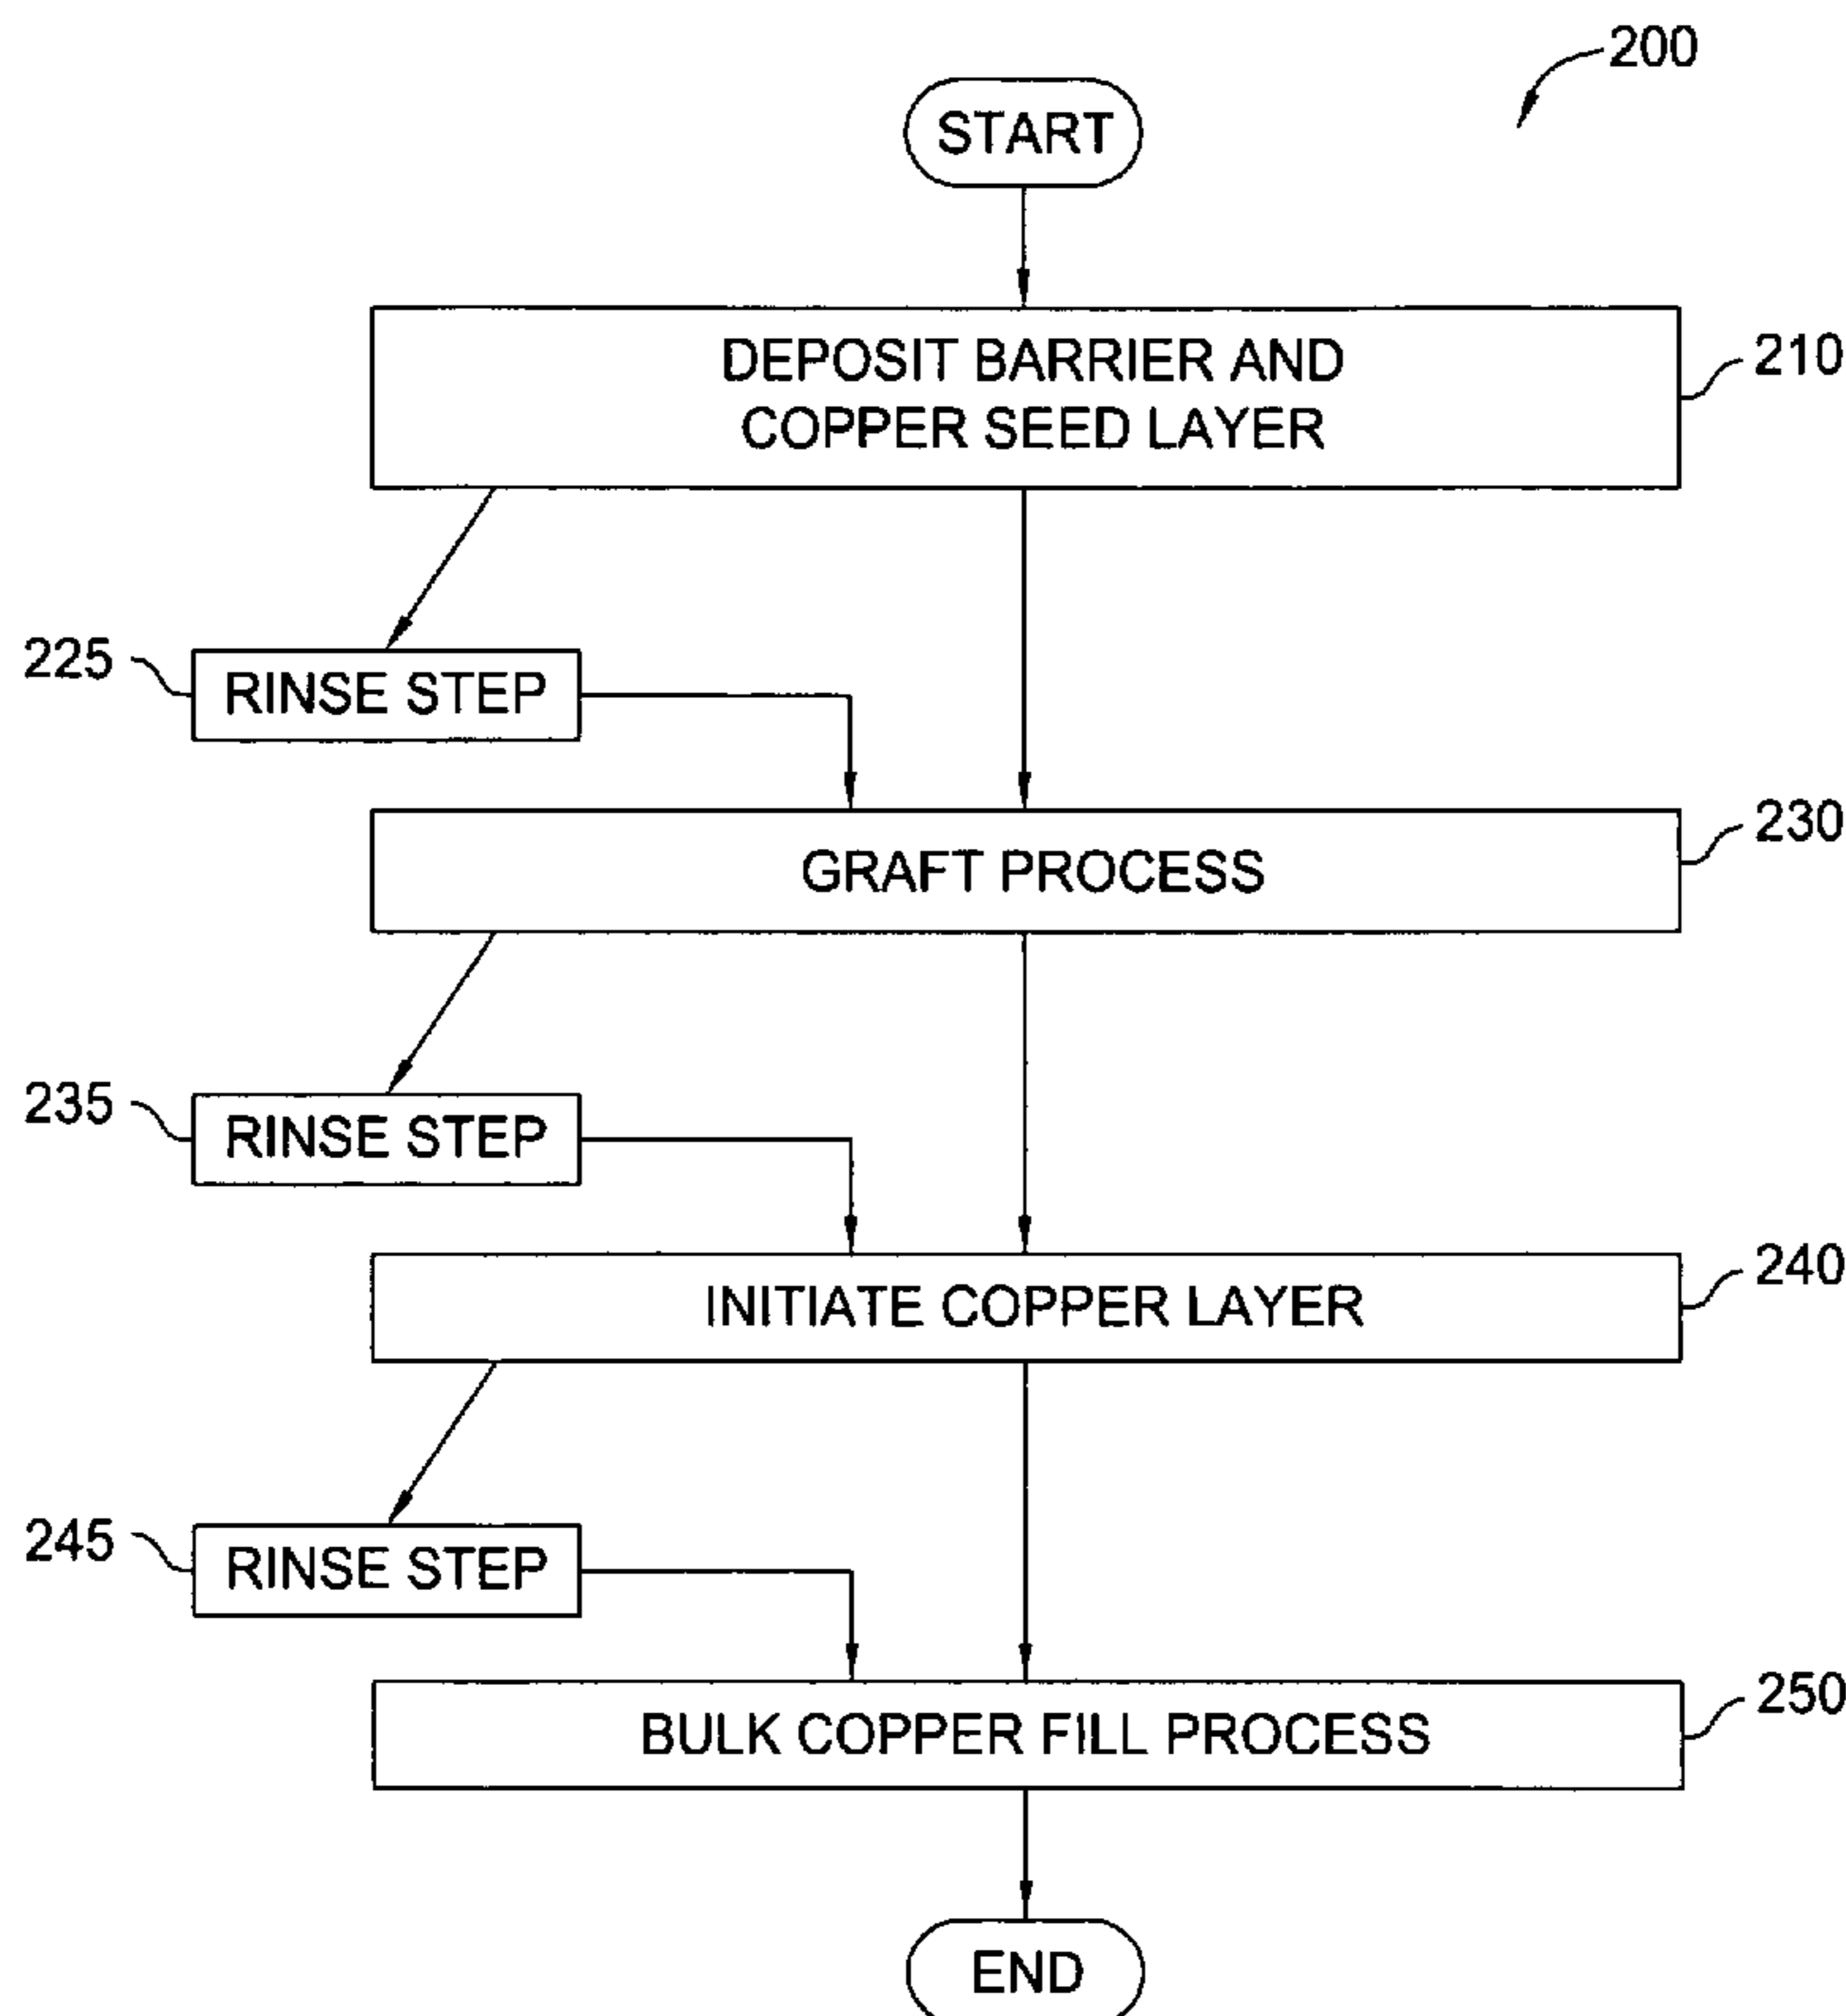 200
START
DEPOSIT BARRIER AND
COPPER SEED LAYER
210
225
RINSE STEP
GRAFT PROCESS
230
235
RINSE STEP
INITIATE COPPER LAYER
240
245
RINSE STEP
BULK COPPER FILL PROCESS
250
END